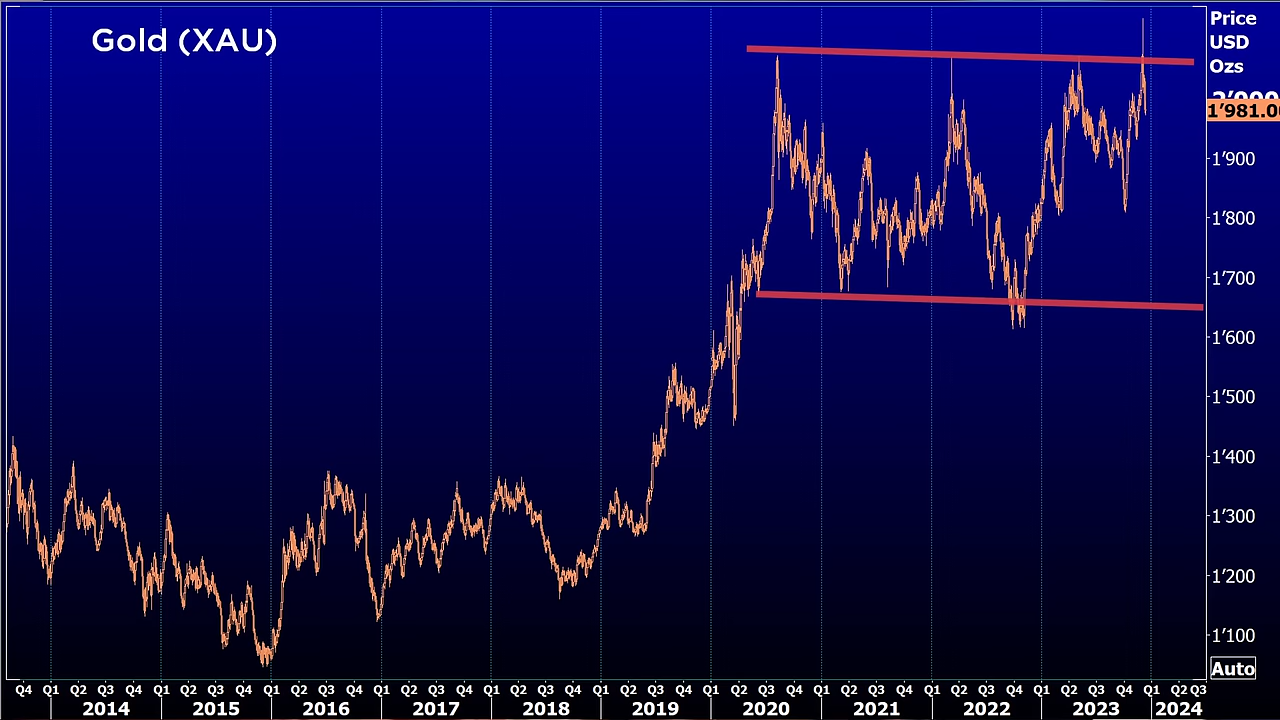 Gold (XAU)
Price
USD
Ozs
1'981.0
1'900
1'800
1'700
1'600
1'500
1'400
1'300
1'200
1'100
Auto
Q4 Q1 Q2 Q3 Q4 Q1 Q2 Q3 Q4 Q1 Q2 Q3 Q4 Q1 Q2 Q3 Q4 Q1 Q2 Q3 Q4 Q1 Q2 Q3 Q4 Q1 Q2 Q3 Q4 Q1 Q2 Q3 Q4 Q1 Q2 Q3 Q4 Q1 Q2 Q3 Q4 Q1 Q2 Q3
2014 2015 2016 2017 2018 2019 2020 2021 2022 2023 2024